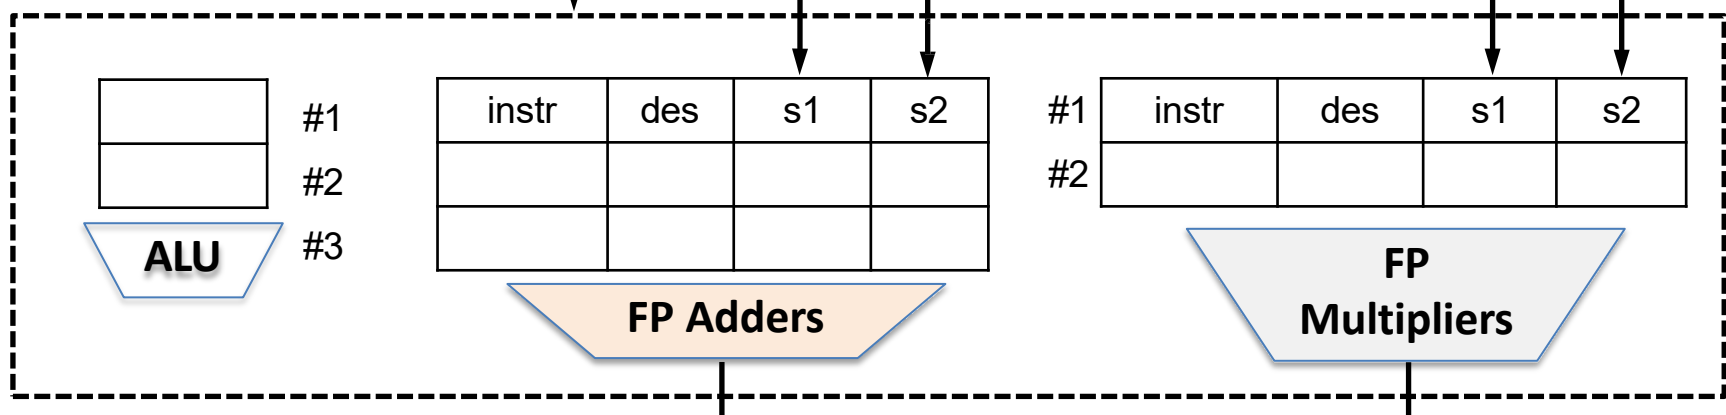 #1
#2
#3
ALU
instr des s1 s2
FP Adders
#1 instr des s1 s2
#2
FP
Multipliers